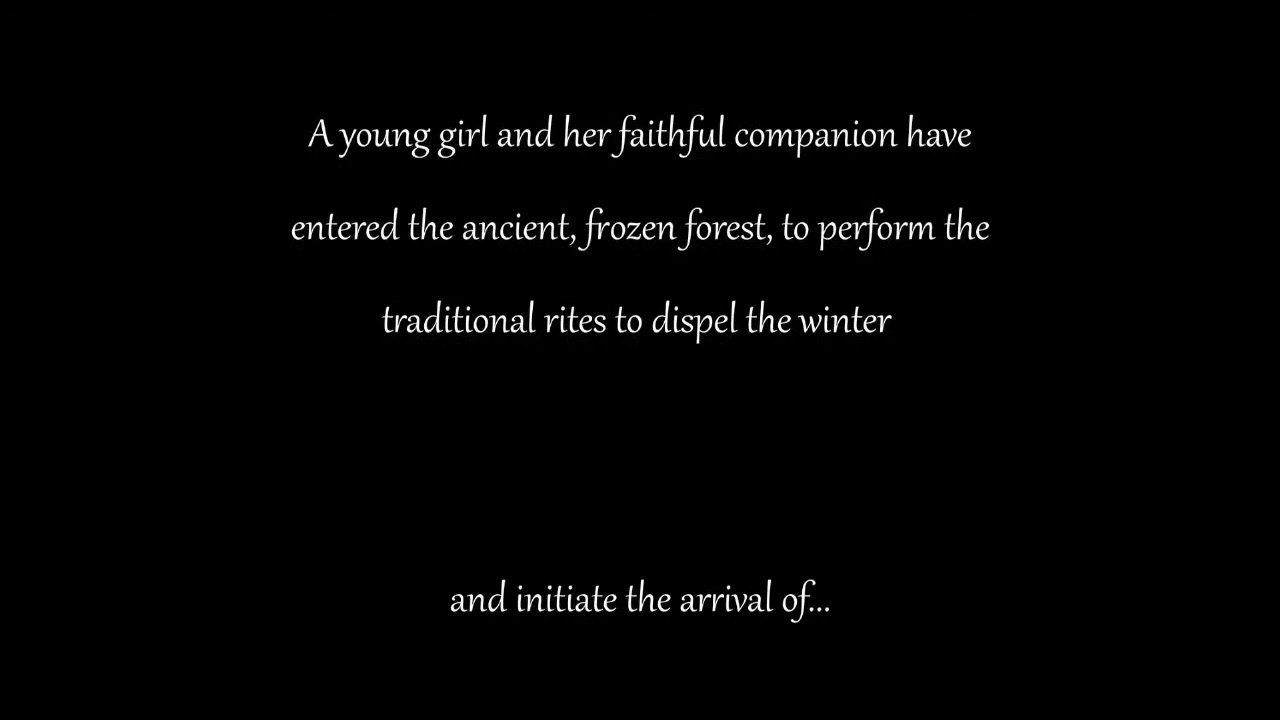 A young girl and her faithful companion have
entered the ancient, frozen forest, to perform the
traditional rites to dispel the winter
and initiate the arrival of...